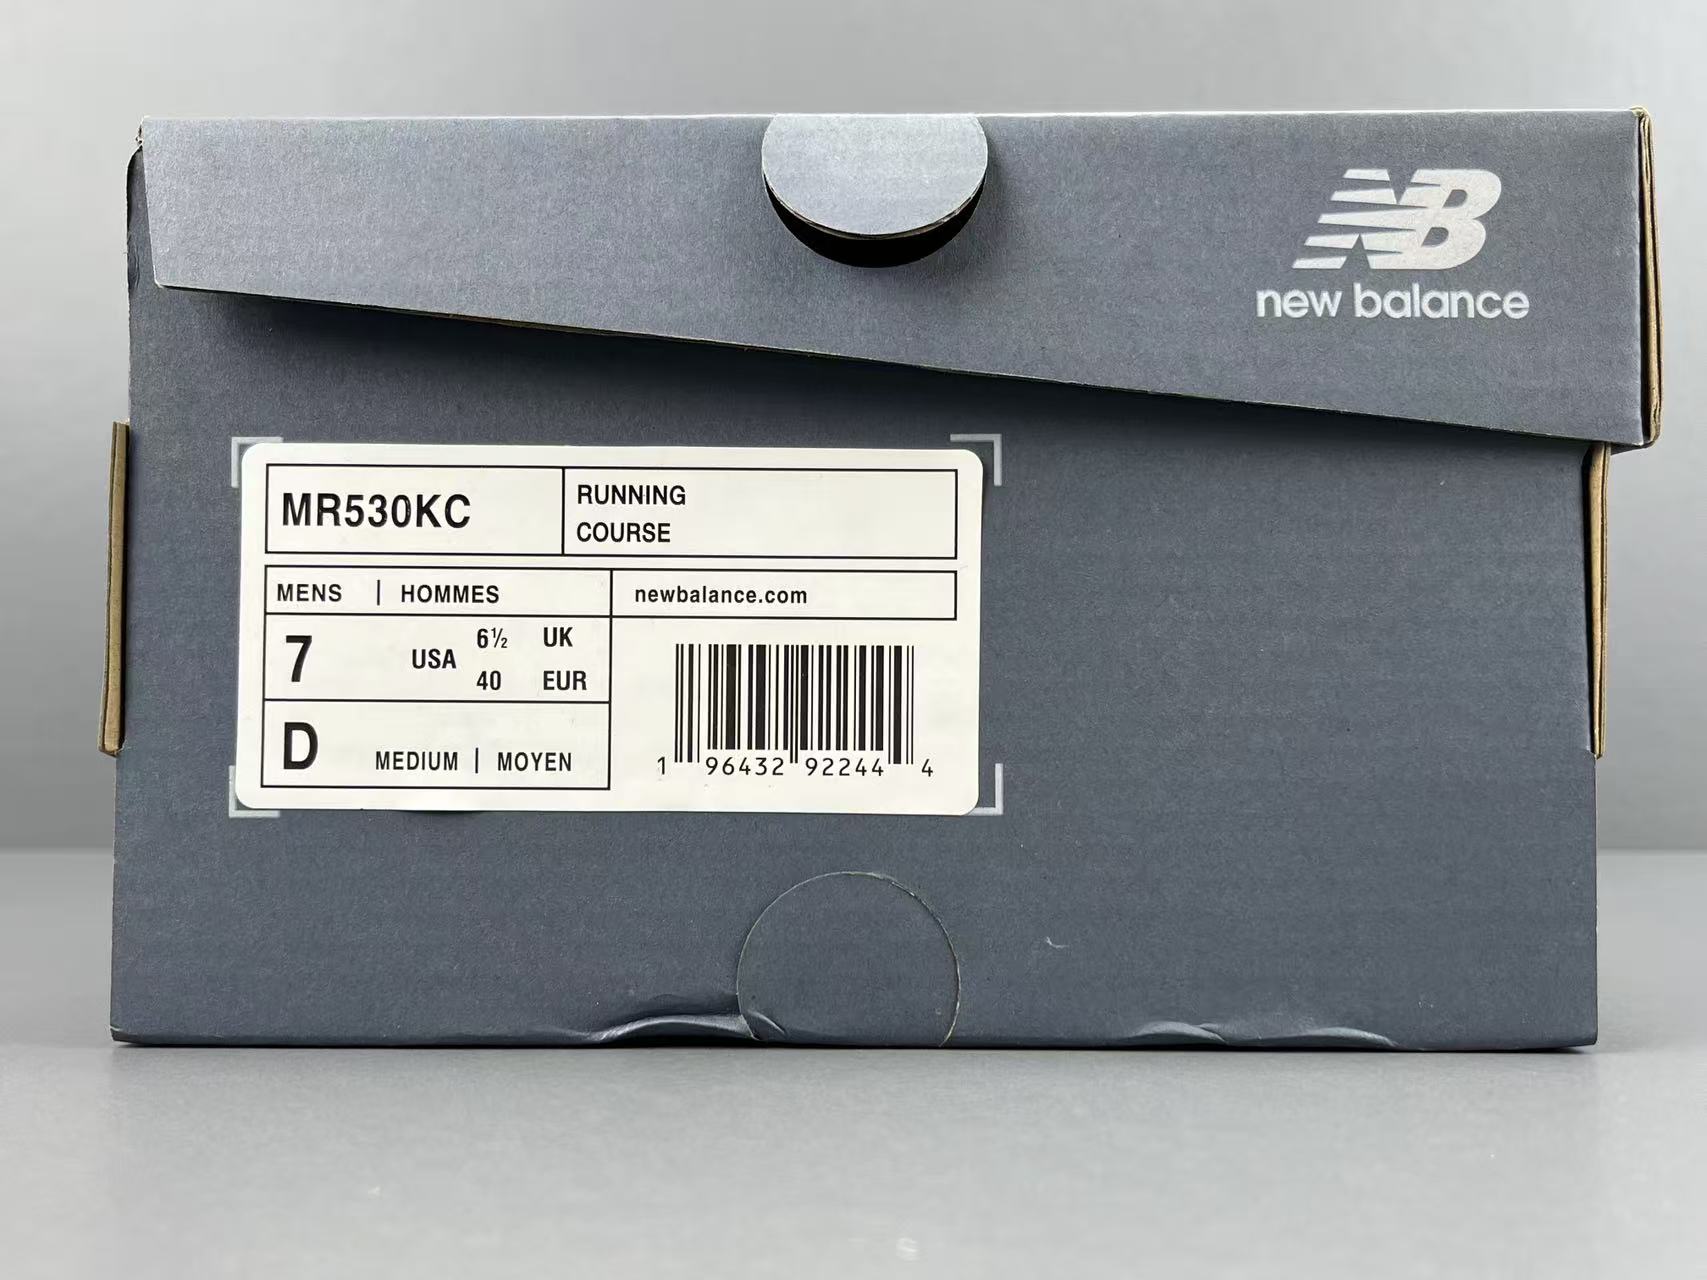 NB
new balance
MR530KC
RUNNING
COURSE
MENS | HOMMES
newbalance.com
7 USA 6½ UK
40 EUR
D MEDIUM | MOYEN
1 96432 92244 4